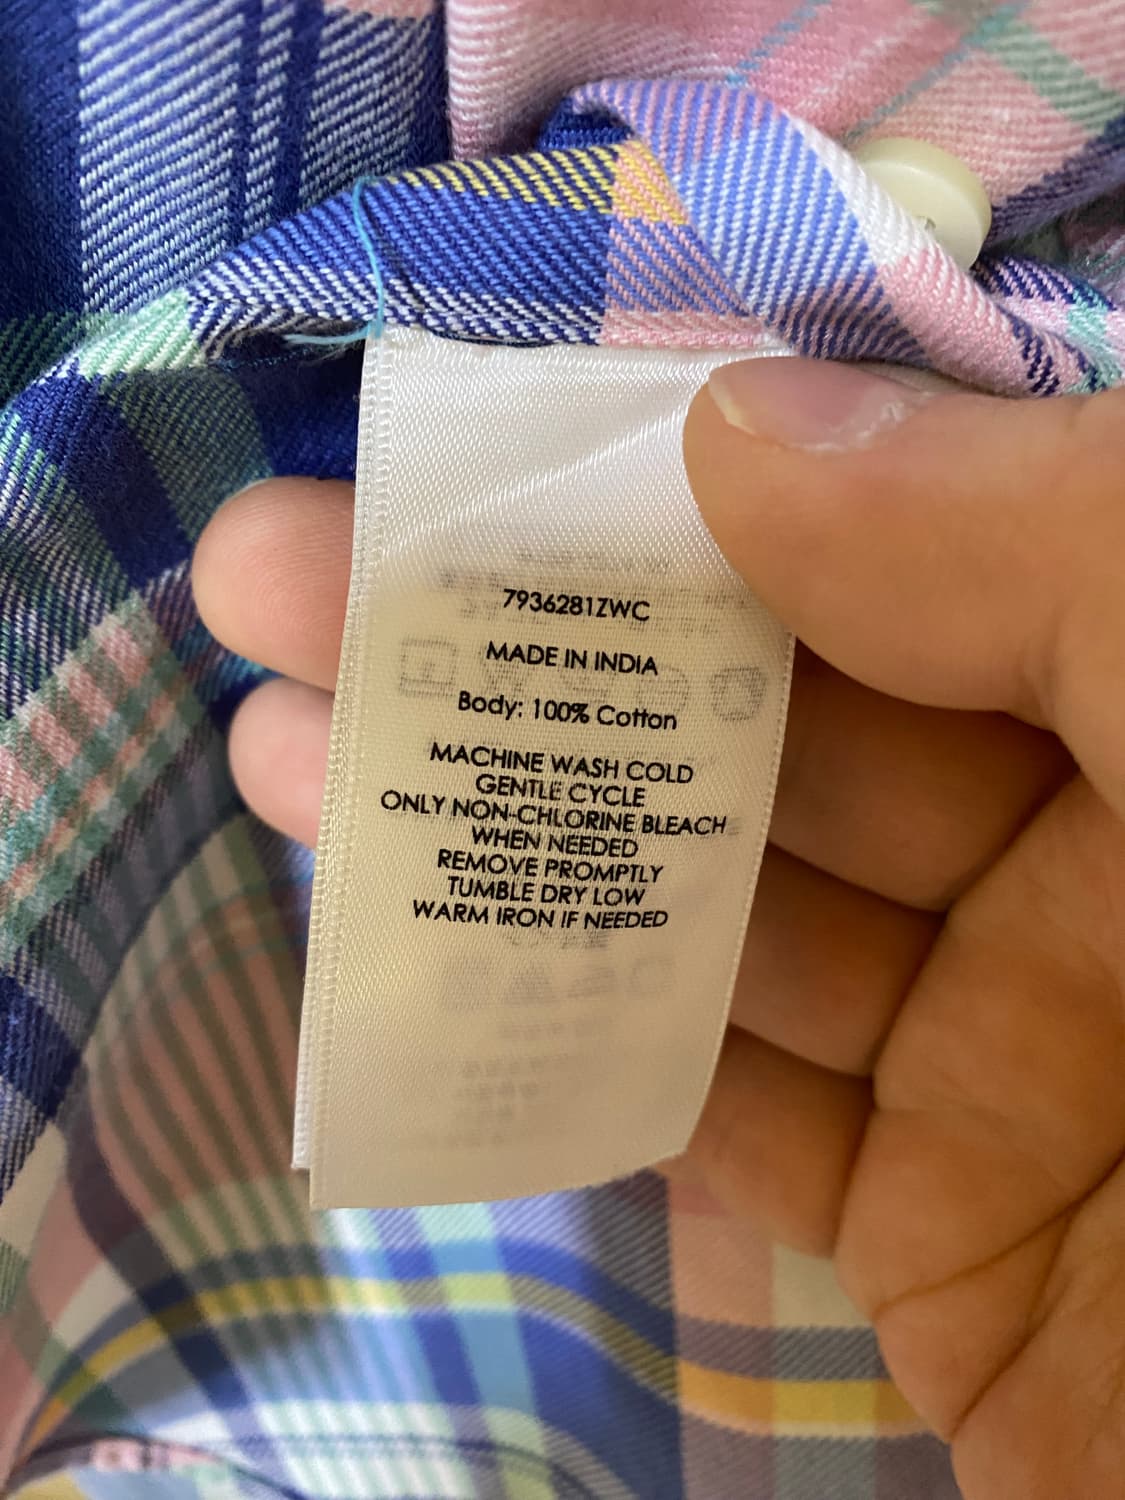 7936281ZWC
MADE IN INDIA
Body: 100% Cotton
MACHINE WASH COLD
GENTLE CYCLE
ONLY NON-CHLORINE BLEACH
WHEN NEEDED
REMOVE PROMPTLY
TUMBLE DRY LOW
WARM IRON IF NEEDED